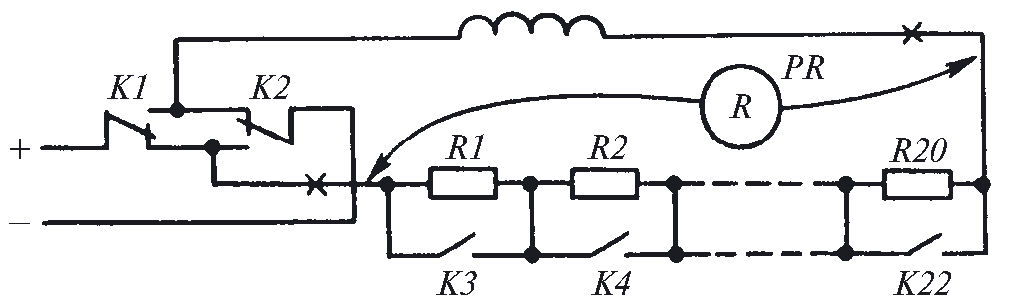 PR
K1 K2
R
+
R1 R2 R20
−
K3 K4 K22